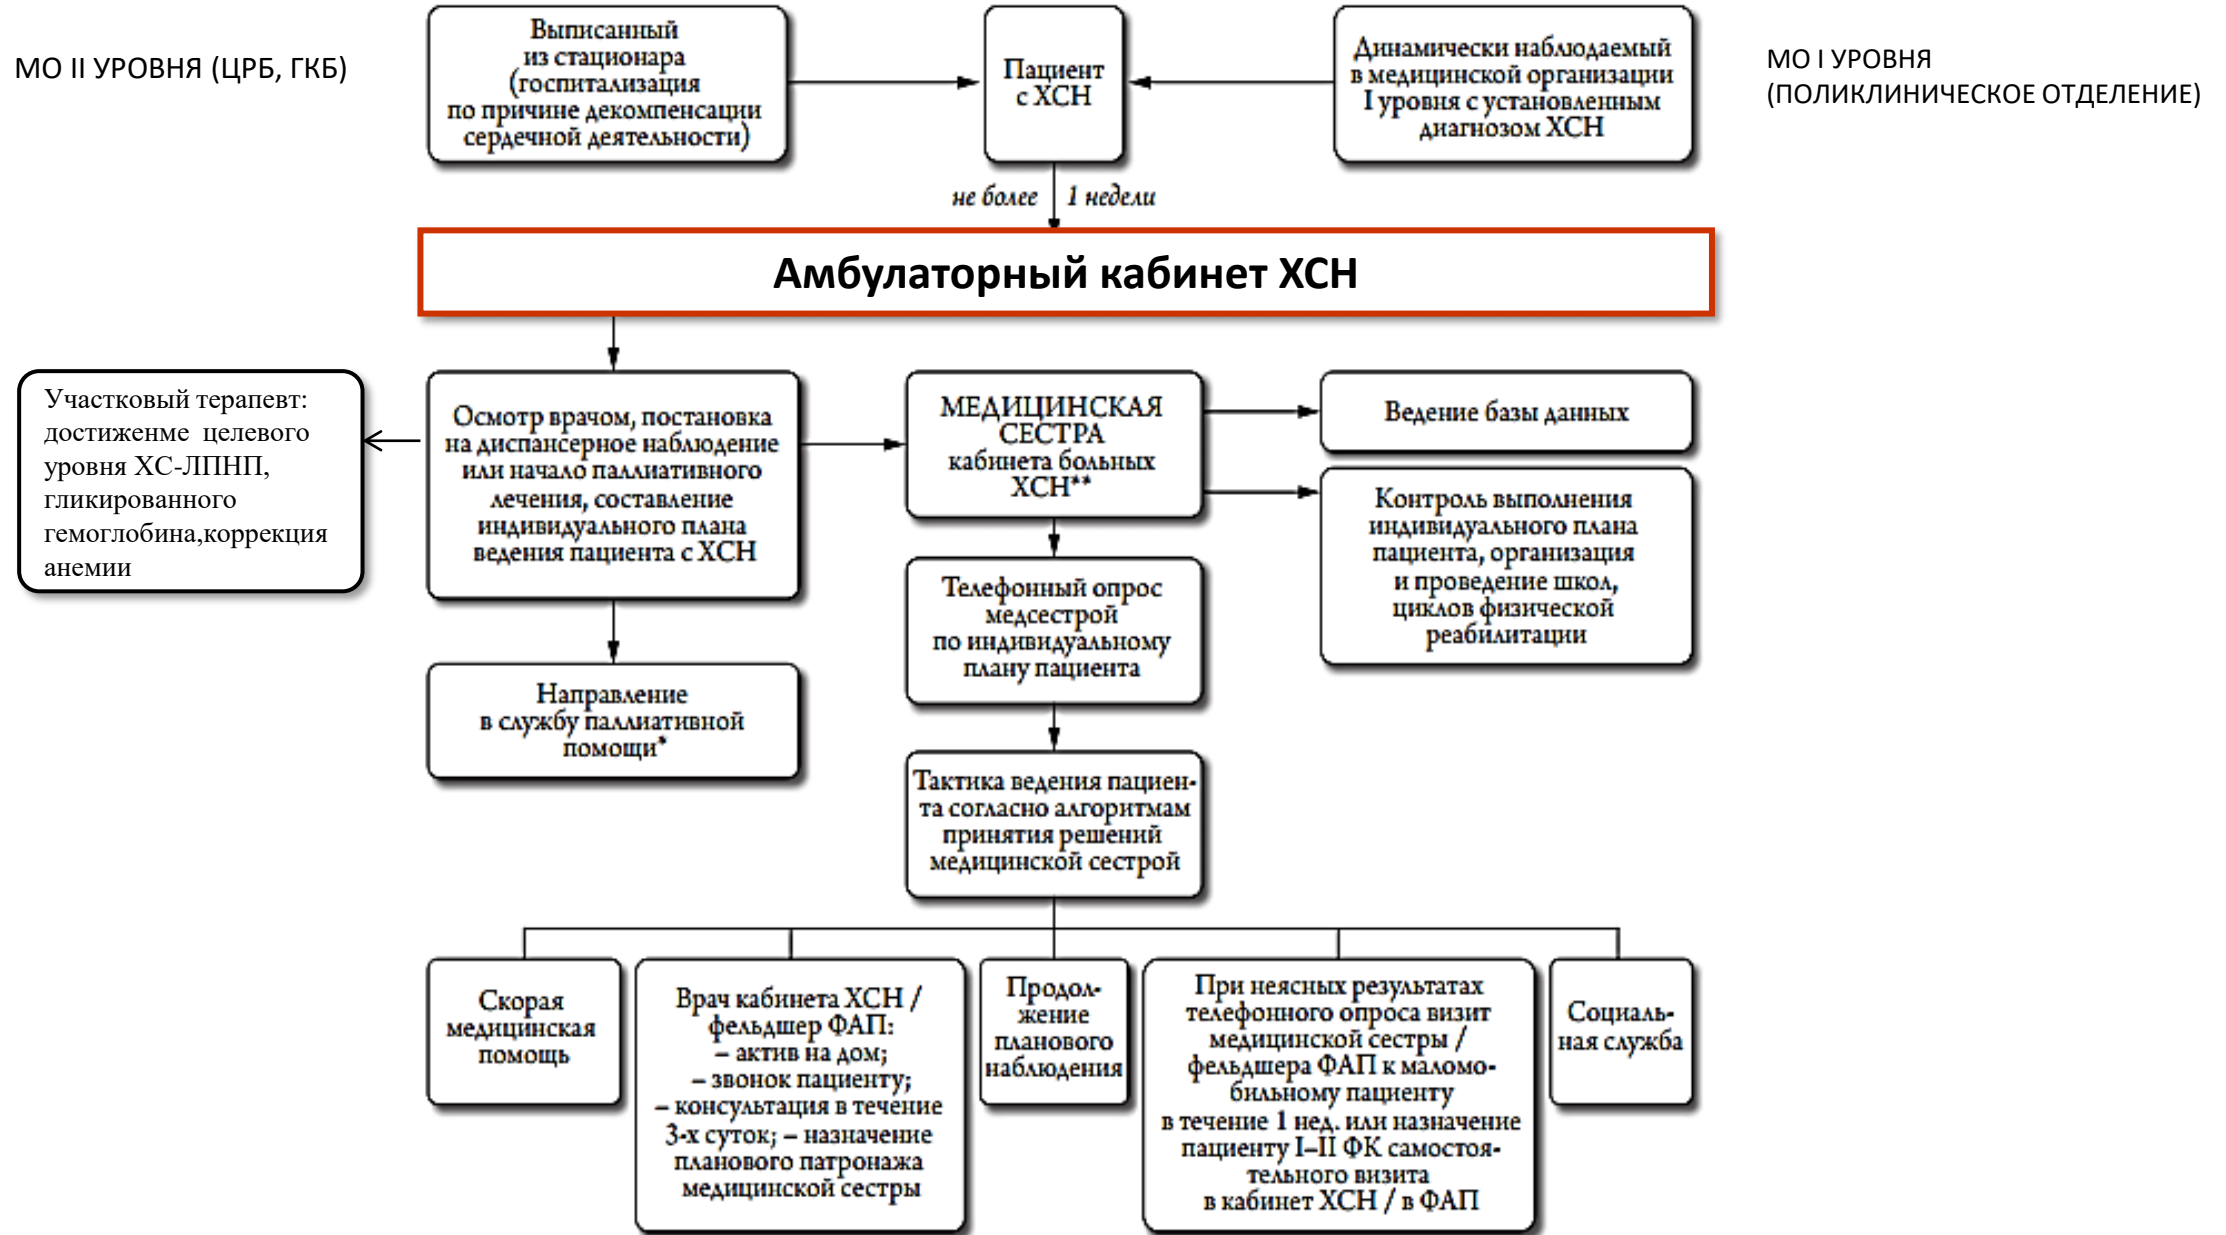 МО II УРОВНЯ (ЦРБ, ГКБ)
Выписанный
из стационара
(госпитализация
по причине декомпенсации
сердечной деятельности)
Пациент
с ХСН
Динамически наблюдаемый
в медицинской организации
I уровня с установленным
диагнозом ХСН
МО I УРОВНЯ
(ПОЛИКЛИНИЧЕСКОЕ ОТДЕЛЕНИЕ)
не более 1 недели
Амбулаторный кабинет ХСН
Участковый терапевт:
достиженме целевого
уровня ХС-ЛПНП,
гликированного
гемоглобина,коррекция
анемии
Осмотр врачом, постановка
на диспансерное наблюдение
или начало паллиативного
лечения, составление
индивидуального плана
ведения пациента с ХСН
МЕДИЦИНСКАЯ
СЕСТРА
кабинета больных
ХСН**
Ведение базы данных
Контроль выполнения
индивидуального плана
пациента, организация
и проведение школ,
циклов физической
реабилитации
Телефонный опрос
медсестрой
по индивидуальному
плану пациента
Направление
в службу паллиативной
помощи*
Тактика ведения пациен-
та согласно алгоритмам
принятия решений
медицинской сестрой
Скорая
медицинская
помощь
Врач кабинета ХСН /
фельдшер ФАП:
– актив на дом;
– звонок пациенту;
– консультация в течение
3-х суток; – назначение
планового патронажа
медицинской сестры
Продол-
жение
планового
наблюдения
При неясных результатах
телефонного опроса визит
медицинской сестры /
фельдшера ФАП к маломо-
бильному пациенту
в течение 1 нед. или назначение
пациенту I–II ФК самостоя-
тельного визита
в кабинет ХСН / в ФАП
Социаль-
ная служба